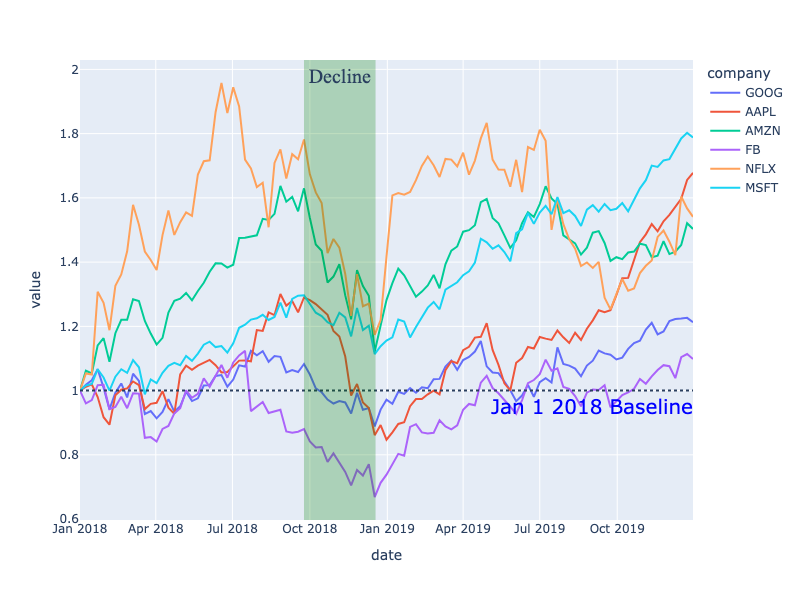 Decline
company
GOOG
AAPL
AMZN
FB
NFLX
MSFT
value
2
1.8
1.6
1.4
1.2
1
0.8
0.6
Jan 1 2018 Baseline
Jan 2018 Apr 2018 Jul 2018 Oct 2018 Jan 2019 Apr 2019 Jul 2019 Oct 2019
date